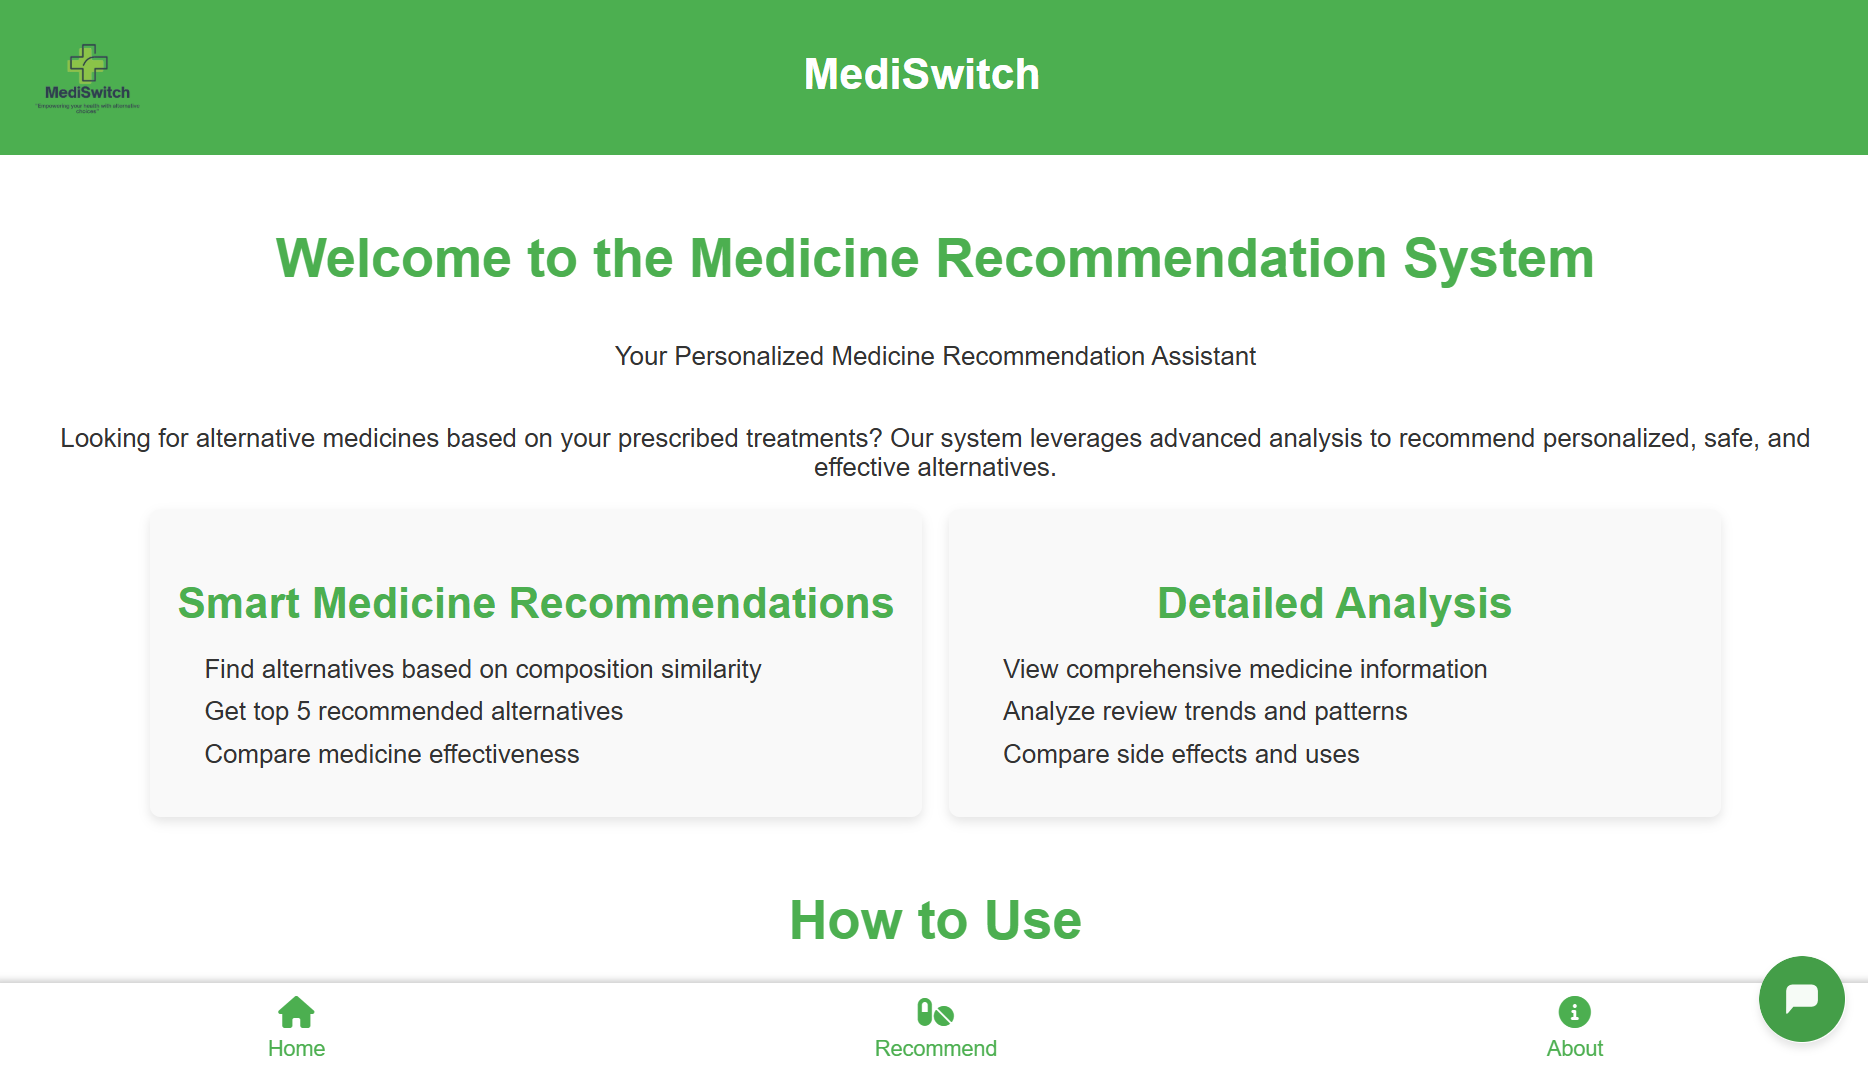 MediSwitch
"Empowering your health with alternative
choices"
MediSwitch
Welcome to the Medicine Recommendation System
Your Personalized Medicine Recommendation Assistant
Looking for alternative medicines based on your prescribed treatments? Our system leverages advanced analysis to recommend personalized, safe, and
effective alternatives.
Smart Medicine Recommendations
Find alternatives based on composition similarity
Get top 5 recommended alternatives
Compare medicine effectiveness
Detailed Analysis
View comprehensive medicine information
Analyze review trends and patterns
Compare side effects and uses
How to Use
Home
Recommend
About